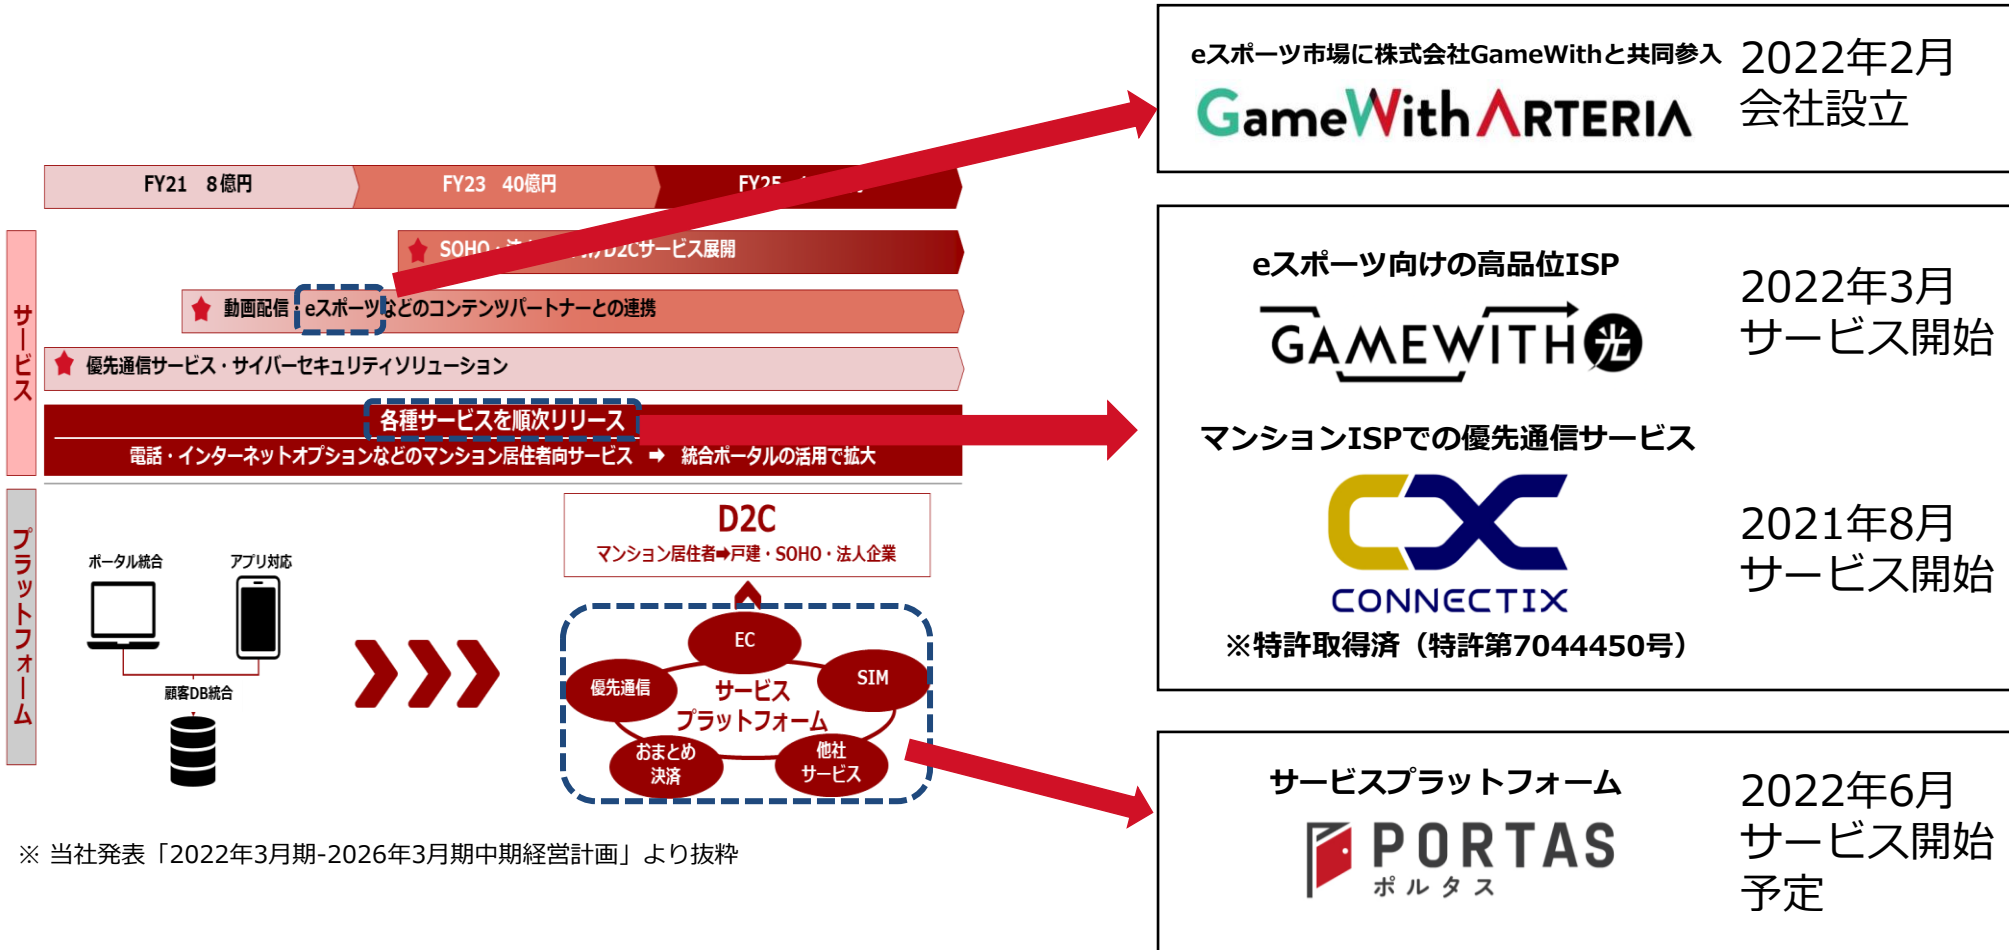 eスポーツ市場に株式会社GameWithと共同参入
GameWith ARTERIA
2022年2月
会社設立
FY21 8億円
FY23 40億円
FY25
SOHO・
D2Cサービス展開
動画配信・eスポーツなどのコンテンツパートナーとの連携
優先通信サービス・サイバーセキュリティソリューション
各種サービスを順次リリース
電話・インターネットオプションなどのマンション居住者向サービス ➡ 統合ポータルの活用で拡大
サービス
eスポーツ向けの高品位ISP
GAMEWITH光
2022年3月
サービス開始
マンションISPでの優先通信サービス
CX
CONNECTIX
※特許取得済（特許第7044450号）
2021年8月
サービス開始
プラットフォーム
ポータル統合
アプリ対応
顧客DB統合
D2C
マンション居住者➡戸建・SOHO・法人企業
EC
優先通信
SIM
サービス
プラットフォーム
おまとめ
決済
他社
サービス
サービスプラットフォーム
PORTAS
ポルタス
2022年6月
サービス開始
予定
※ 当社発表「2022年3月期-2026年3月期中期経営計画」より抜粋